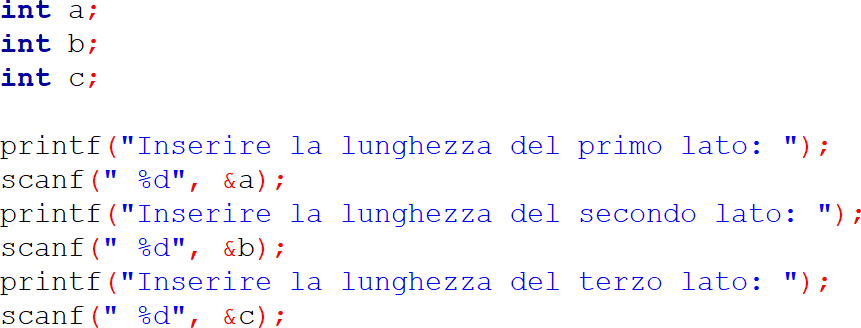 int a;
int b;
int c;
printf("Inserire la lunghezza del primo lato: ");
scanf(" %d", &a);
printf("Inserire la lunghezza del secondo lato: ");
scanf(" %d", &b);
printf("Inserire la lunghezza del terzo lato: ");
scanf(" %d", &c);